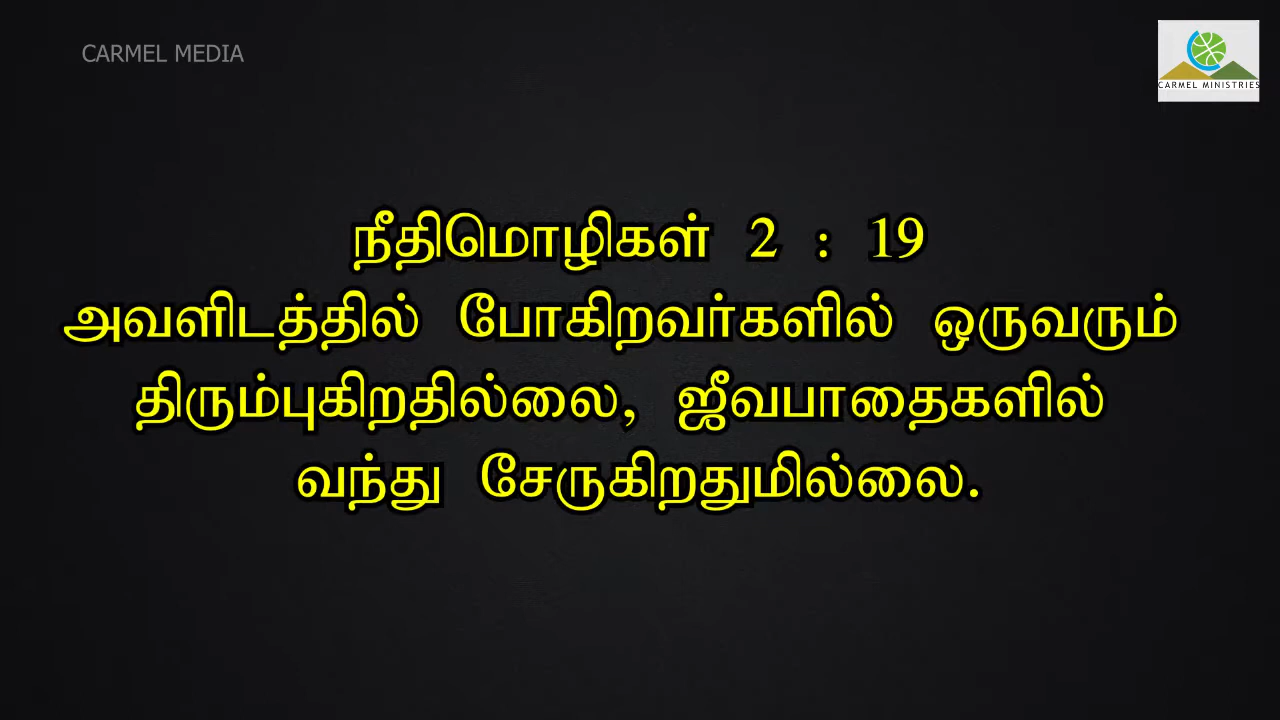 CARMEL MEDIA
CARMEL MINISTRIES
நீதிமொழிகள் 2 : 19
அவளிடத்தில் போகிறவர்களில் ஒருவரும்
திரும்புகிறதில்லை, ஜீவபாதைகளில்
வந்து சேருகிறதுமில்லை.